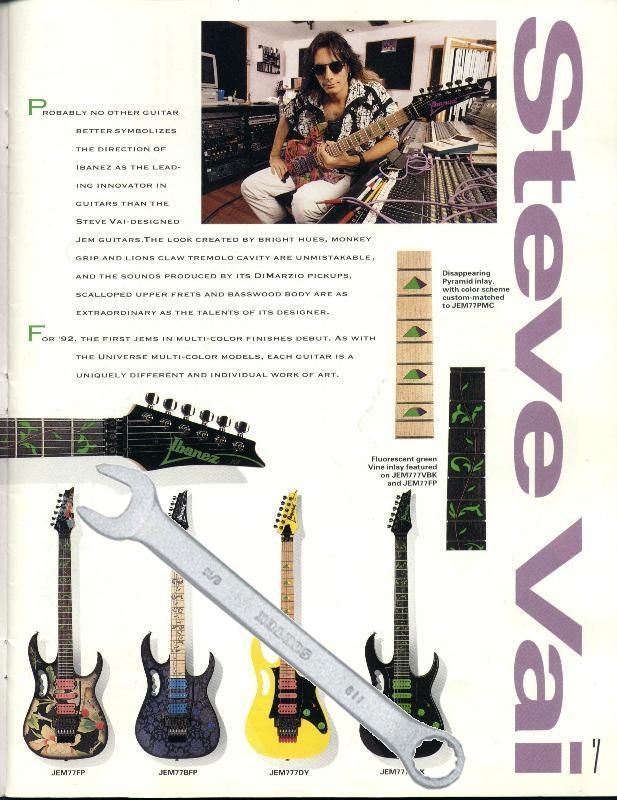 Steve Vai
PROBABLY NO OTHER GUITAR
BETTER SYMBOLIZES
THE DIRECTION OF
IBANEZ AS THE LEAD-
ING INNOVATOR IN
GUITARS THAN THE
STEVE VAI-DESIGNED
JEM GUITARS.THE LOOK CREATED BY BRIGHT HUES, MONKEY
GRIP AND LIONS CLAW TREMOLO CAVITY ARE UNMISTAKABLE,
AND THE SOUNDS PRODUCED BY ITS DIMARZIO PICKUPS,
SCALLOPED UPPER FRETS AND BASSWOOD BODY ARE AS
EXTRAORDINARY AS THE TALENTS OF ITS DESIGNER.
FOR '92, THE FIRST JEMS IN MULTI-COLOR FINISHES DEBUT. AS WITH
THE UNIVERSE MULTI-COLOR MODELS, EACH GUITAR IS A
UNIQUELY DIFFERENT AND INDIVIDUAL WORK OF ART.
Disappearing
Pyramid inlay,
with color scheme
custom-matched
to JEM77PMC
Fluorescent green
Vine inlay featured
on JEM777VBK
and JEM77FP
Ibanez
Ibanez
JEM77FP
JEM77BFP
JEM777DY
JEM777
K